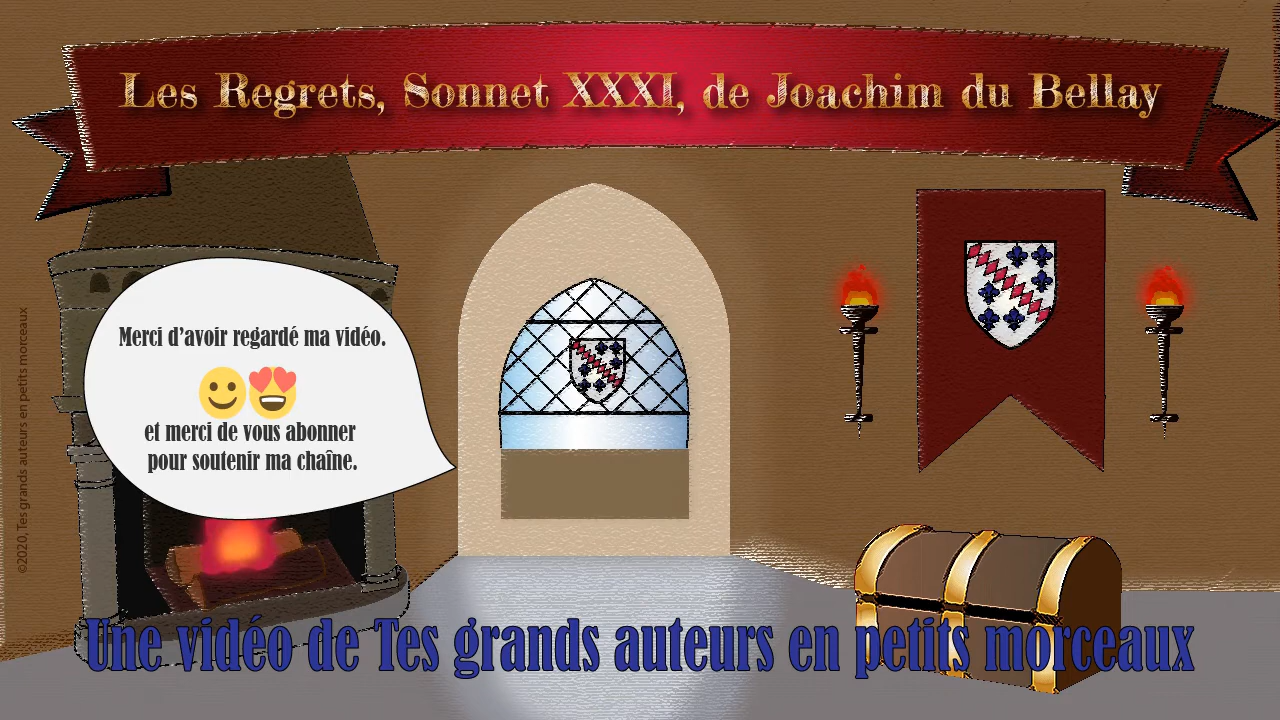 Les Regrets, Sonnet XXXI, de Joachim du Bellay
Merci d’avoir regardé ma vidéo.
et merci de vous abonner
pour soutenir ma chaîne.
©2020, Tes grands auteurs en petits morceaux
Une vidéo de Tes grands auteurs en petits morceaux